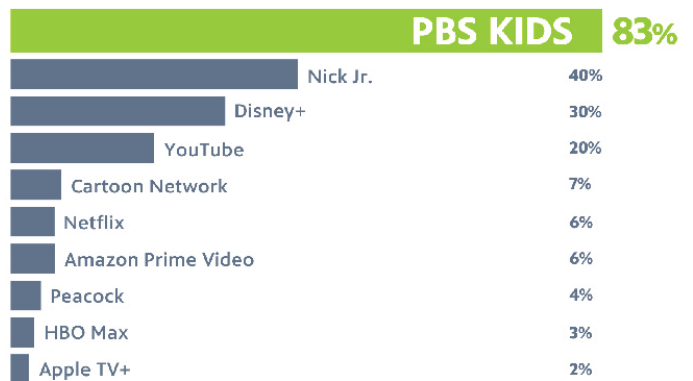 PBS KIDS 83%
Nick Jr. 40%
Disney+ 30%
YouTube 20%
Cartoon Network 7%
Netflix 6%
Amazon Prime Video 6%
Peacock 4%
HBO Max 3%
Apple TV+ 2%